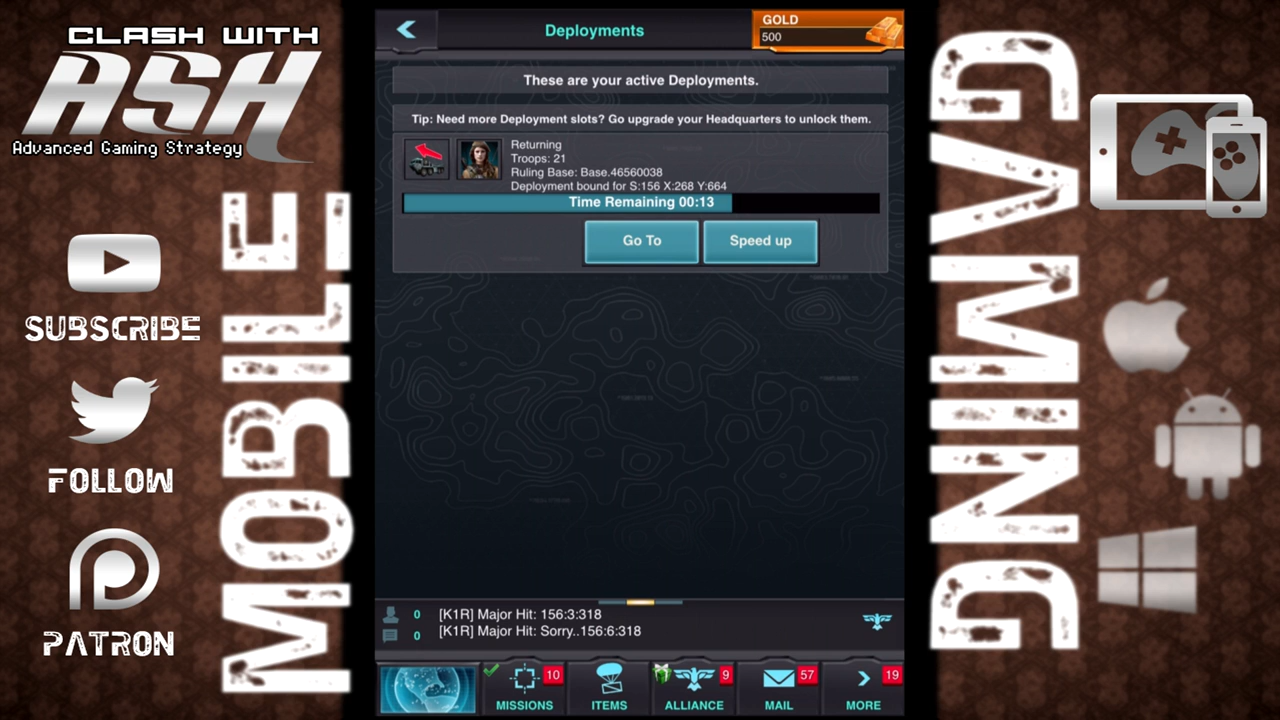 CLASH WITH
ASH
Advanced Gaming Strategy
SUBSCRIBE
FOLLOW
PATRON
MOBILE
Deployments
GOLD
500
These are your active Deployments.
Tip: Need more Deployment slots? Go upgrade your Headquarters to unlock them.
Returning
Troops: 21
Ruling Base: Base.46560038
Deployment bound for S:156 X:268 Y:664
Time Remaining 00:13
Go To
Speed up
0 [K1R] Major Hit: 156:3:318
0 [K1R] Major Hit: Sorry..156:6:318
10
9
57
19
MISSIONS
ITEMS
ALLIANCE
MAIL
MORE
GAMING